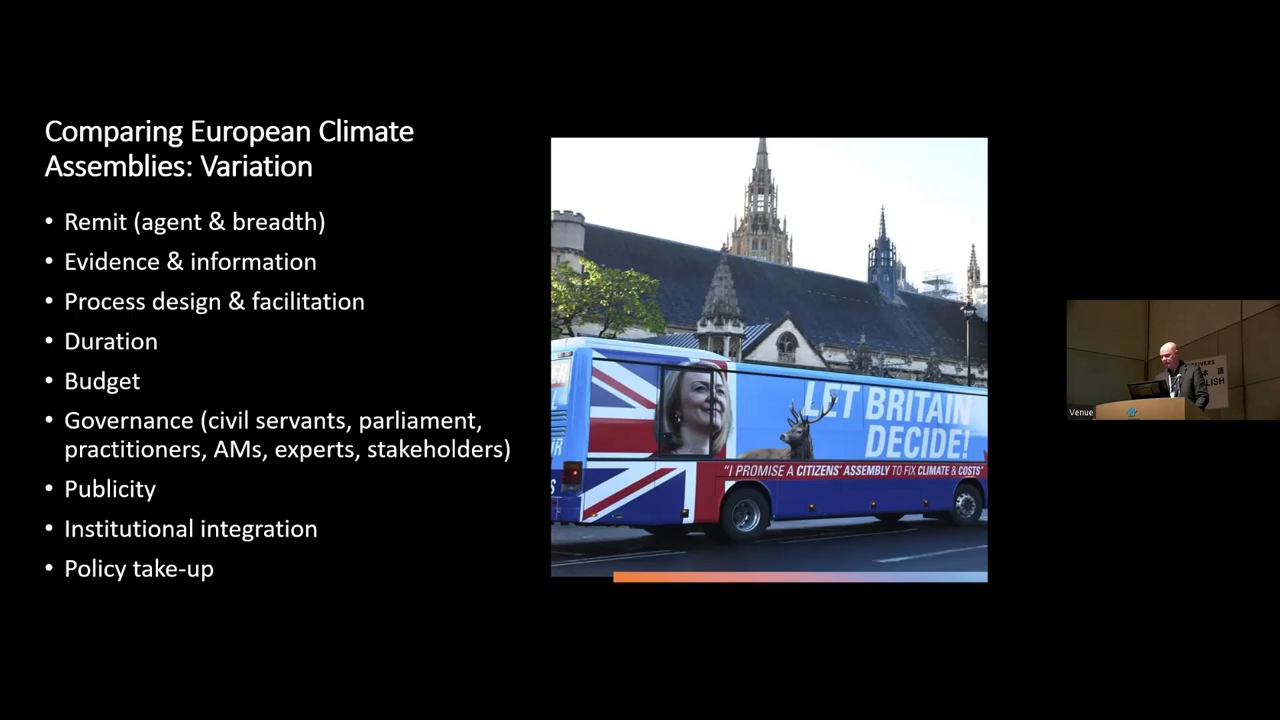 Comparing European Climate
Assemblies: Variation
• Remit (agent & breadth)
• Evidence & information
• Process design & facilitation
• Duration
• Budget
• Governance (civil servants, parliament,
practitioners, AMs, experts, stakeholders)
• Publicity
• Institutional integration
• Policy take-up
LET BRITAIN
DECIDE!
"I PROMISE A CITIZENS' ASSEMBLY TO FIX CLIMATE & COSTS"
Venue